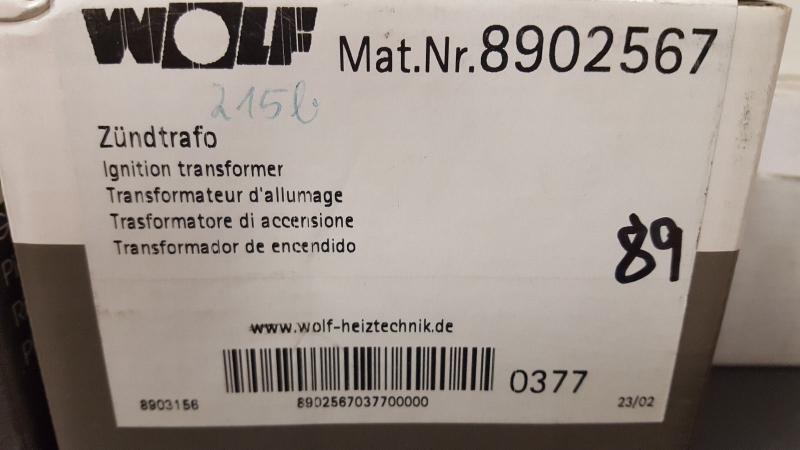 WOLF
Mat.Nr.8902567
215b
Zündtrafo
Ignition transformer
Transformateur d'allumage
Trasformatore di accensione
Transformador de encendido
89
www.wolf-heiztechnik.de
0377
8903156
8902567037700000
23/02